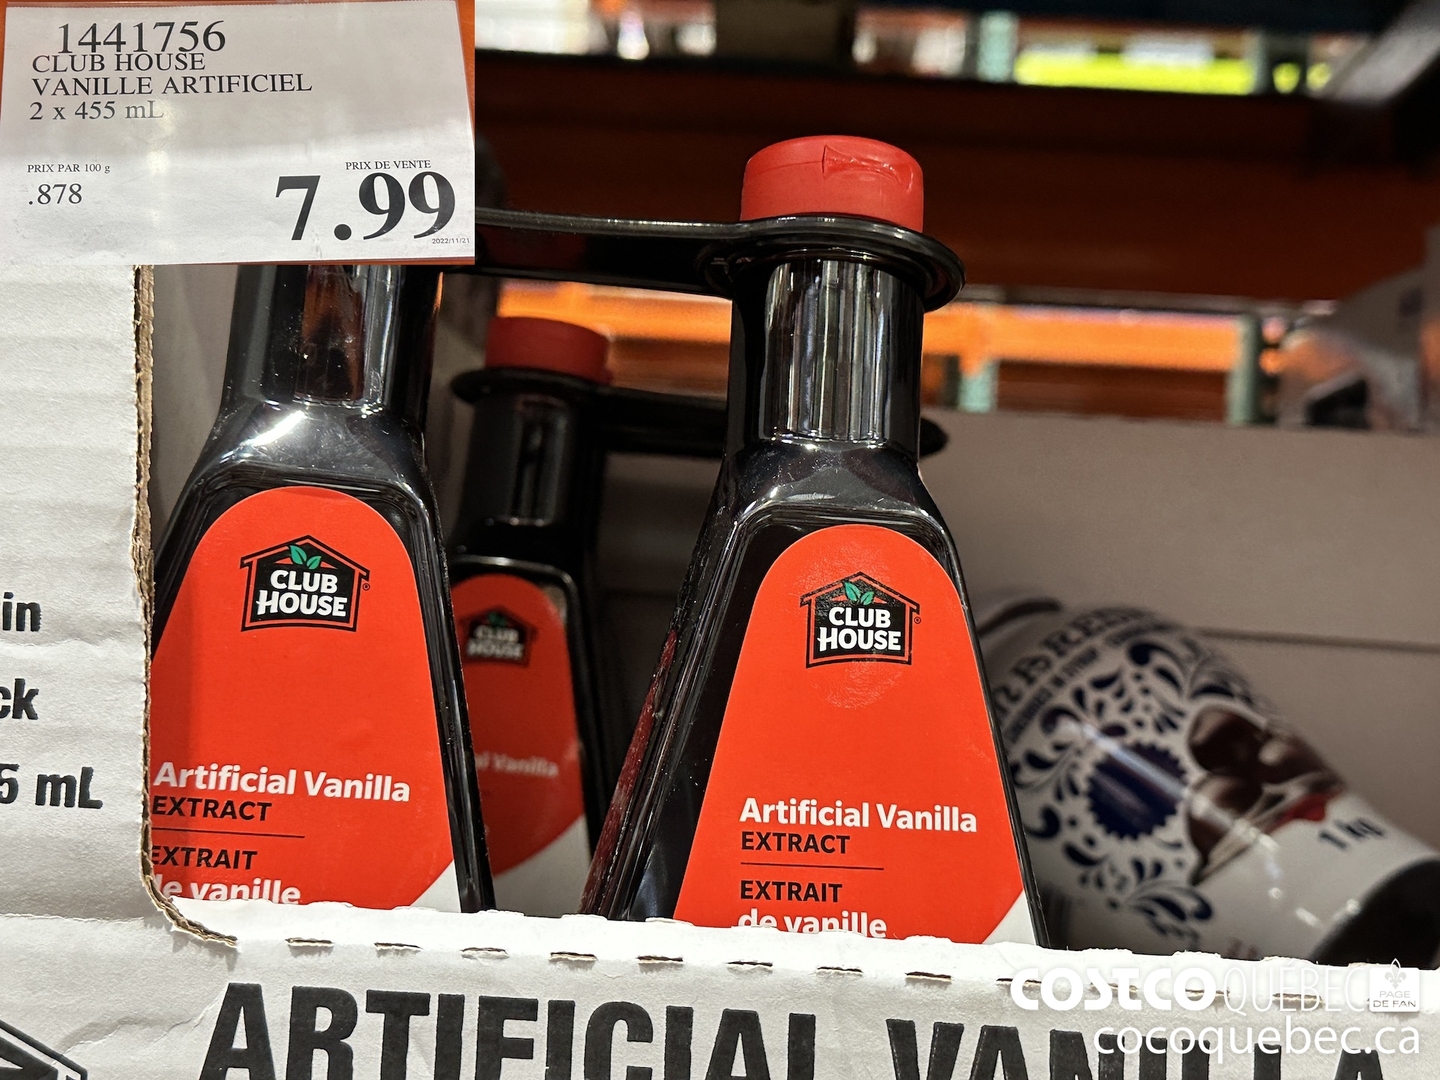 1441756
CLUB HOUSE
VANILLE ARTIFICIEL
2 x 455 mL
PRIX PAR 100 g
.878
PRIX DE VENTE
7.99
2022/11/21
CLUB
HOUSE
Artificial Vanilla
EXTRACT
EXTRAIT
de vanille
CLUB
HOUSE
al Vanilla
CLUB
HOUSE
Artificial Vanilla
EXTRACT
EXTRAIT
de vanille
1 kg
in
ck
5 mL
ARTIFICIAL VANILLA
COSTCO QUEBEC
PAGE
DE FAN
cocoquebec.ca